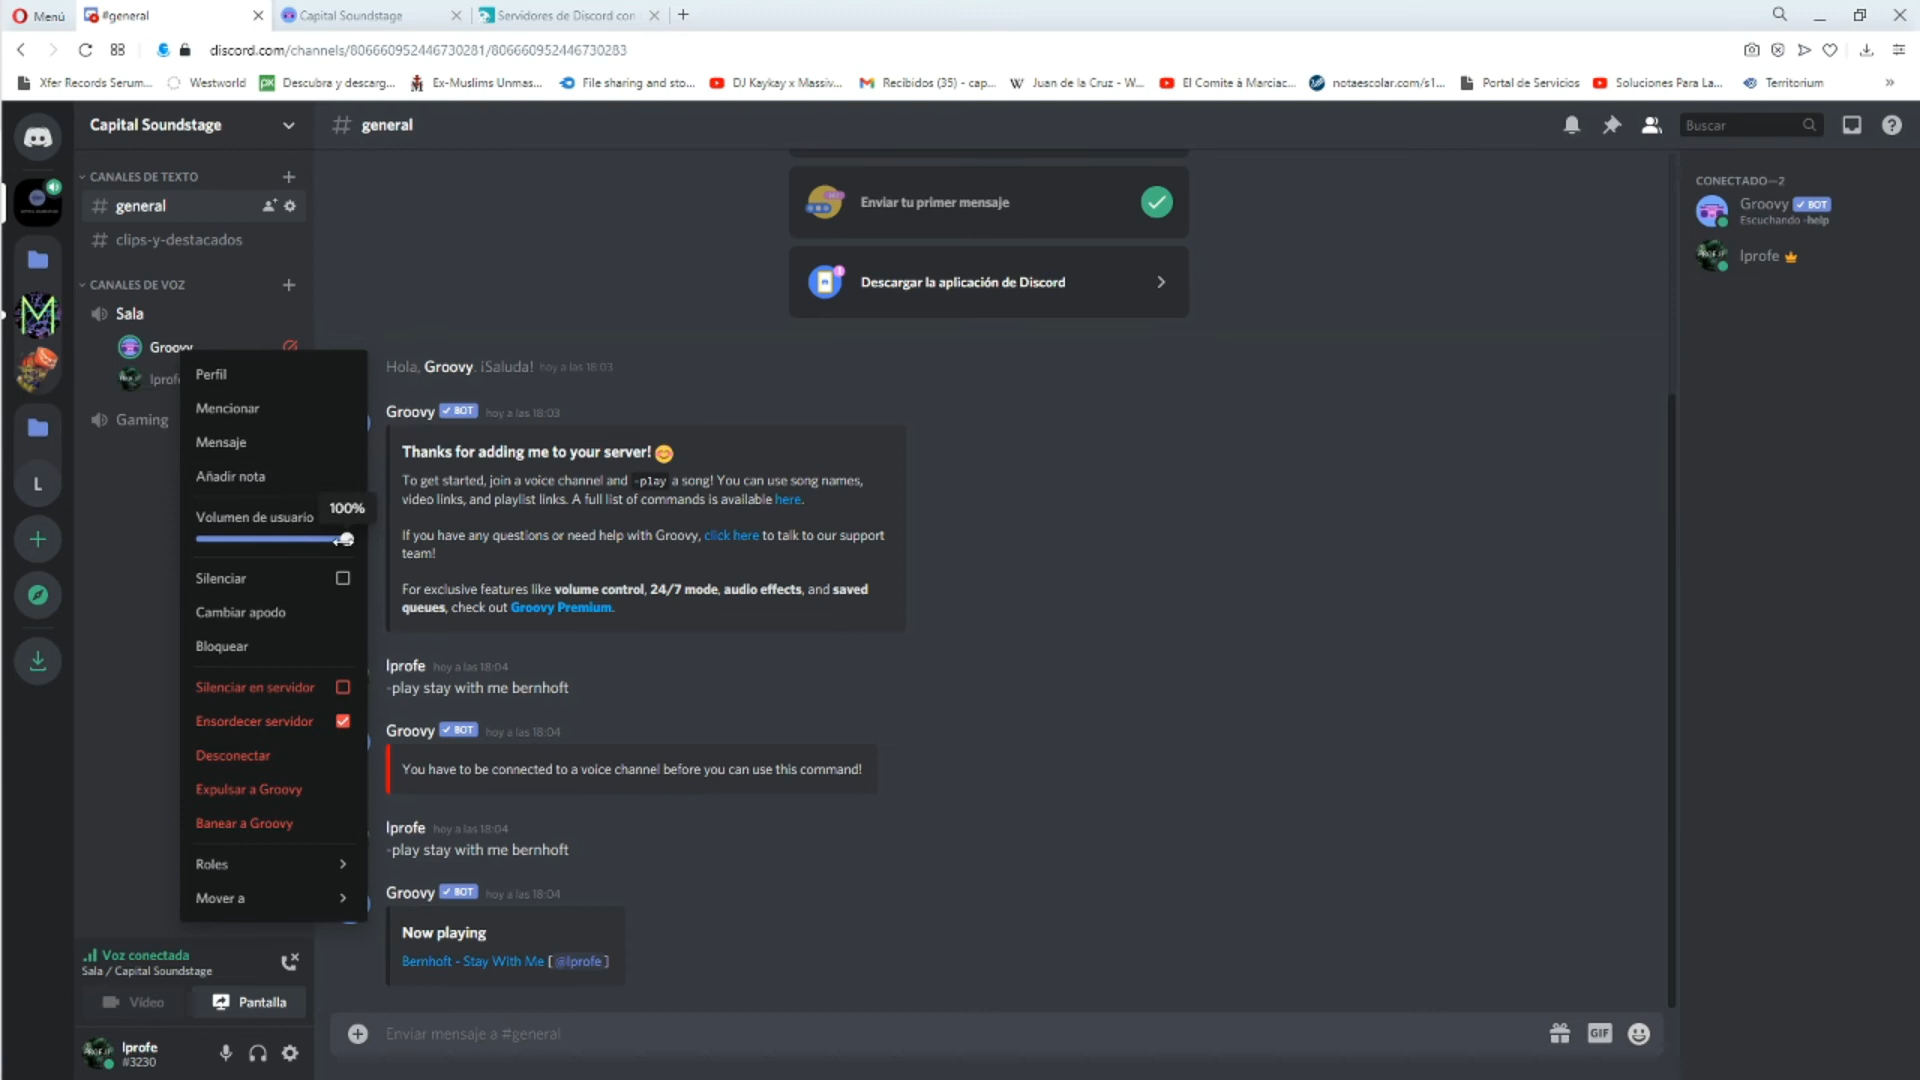 Menú
#general
Capital Soundstage
Servidores de Discord con
discord.com/channels/806660952446730281/806660952446730283
Xfer Records Serum...
Westworld
Descubra y descarg...
Ex-Muslims Unmas...
File sharing and sto...
DJ Kaykay x Massiv...
Recibidos (35) - cap...
Juan de la Cruz - W...
El Comite à Marciac...
notaescolar.com/s1...
Portal de Servicios
Soluciones Para La...
Territorium
Capital Soundstage
general
Buscar
CANALES DE TEXTO
general
clips-y-destacados
CANALES DE VOZ
Sala
Groovy
lprofe
Gaming
L
Perfil
Mencionar
Mensaje
Añadir nota
Volumen de usuario
100%
Silenciar
Cambiar apodo
Bloquear
Silenciar en servidor
Ensordecer servidor
Desconectar
Expulsar a Groovy
Banear a Groovy
Roles
Mover a
Voz conectada
Sala / Capital Soundstage
Vídeo
Pantalla
lprofe
#3230
Enviar tu primer mensaje
Descargar la aplicación de Discord
Hola, Groovy. ¡Saluda! hoy a las 18:03
Groovy BOT hoy a las 18:03
Thanks for adding me to your server!
To get started, join a voice channel and -play a song! You can use song names,
video links, and playlist links. A full list of commands is available here.
If you have any questions or need help with Groovy, click here to talk to our support
team!
For exclusive features like volume control, 24/7 mode, audio effects, and saved
queues, check out Groovy Premium.
lprofe hoy a las 18:04
-play stay with me bernhoft
Groovy BOT hoy a las 18:04
You have to be connected to a voice channel before you can use this command!
lprofe hoy a las 18:04
-play stay with me bernhoft
Groovy BOT hoy a las 18:04
Now playing
Bernhoft - Stay With Me [ @lprofe ]
Enviar mensaje a #general
GIF
CONECTADO—2
Groovy BOT
Escuchando -help
lprofe